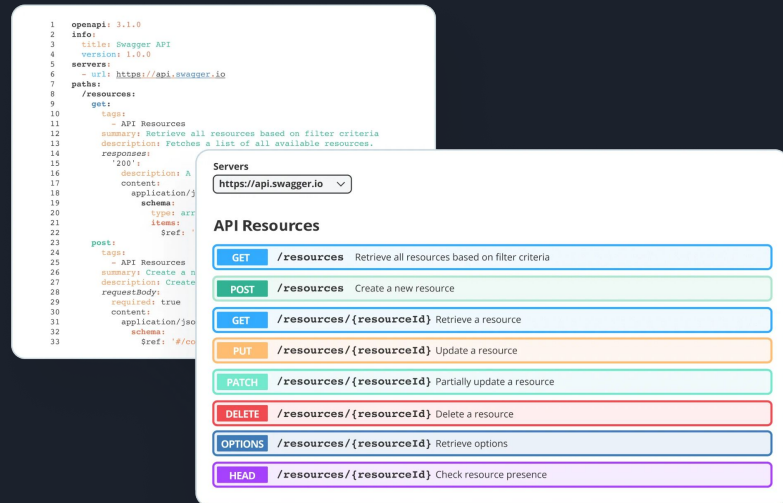 1 openapi: 3.1.0
2 info:
3 title: Swagger API
4 version: 1.0.0
5 servers:
6 - url: https://api.swagger.io
7 paths:
8 /resources:
9 get:
10 tags:
11 - API Resources
12 summary: Retrieve all resources based on filter criteria
13 description: Fetches a list of all available resources.
14 responses:
15 '200':
16 description: A
17 content:
18 application/j
19 schema:
20 type: arr
21 items:
22 $ref: '
23 post:
24 tags:
25 - API Resources
26 summary: Create a n
27 description: Create
28 requestBody:
29 required: true
30 content:
31 application/jso
32 schema:
33 $ref: '#/co
Servers
https://api.swagger.io
API Resources
GET /resources Retrieve all resources based on filter criteria
POST /resources Create a new resource
GET /resources/{resourceId} Retrieve a resource
PUT /resources/{resourceId} Update a resource
PATCH /resources/{resourceId} Partially update a resource
DELETE /resources/{resourceId} Delete a resource
OPTIONS /resources/{resourceId} Retrieve options
HEAD /resources/{resourceId} Check resource presence